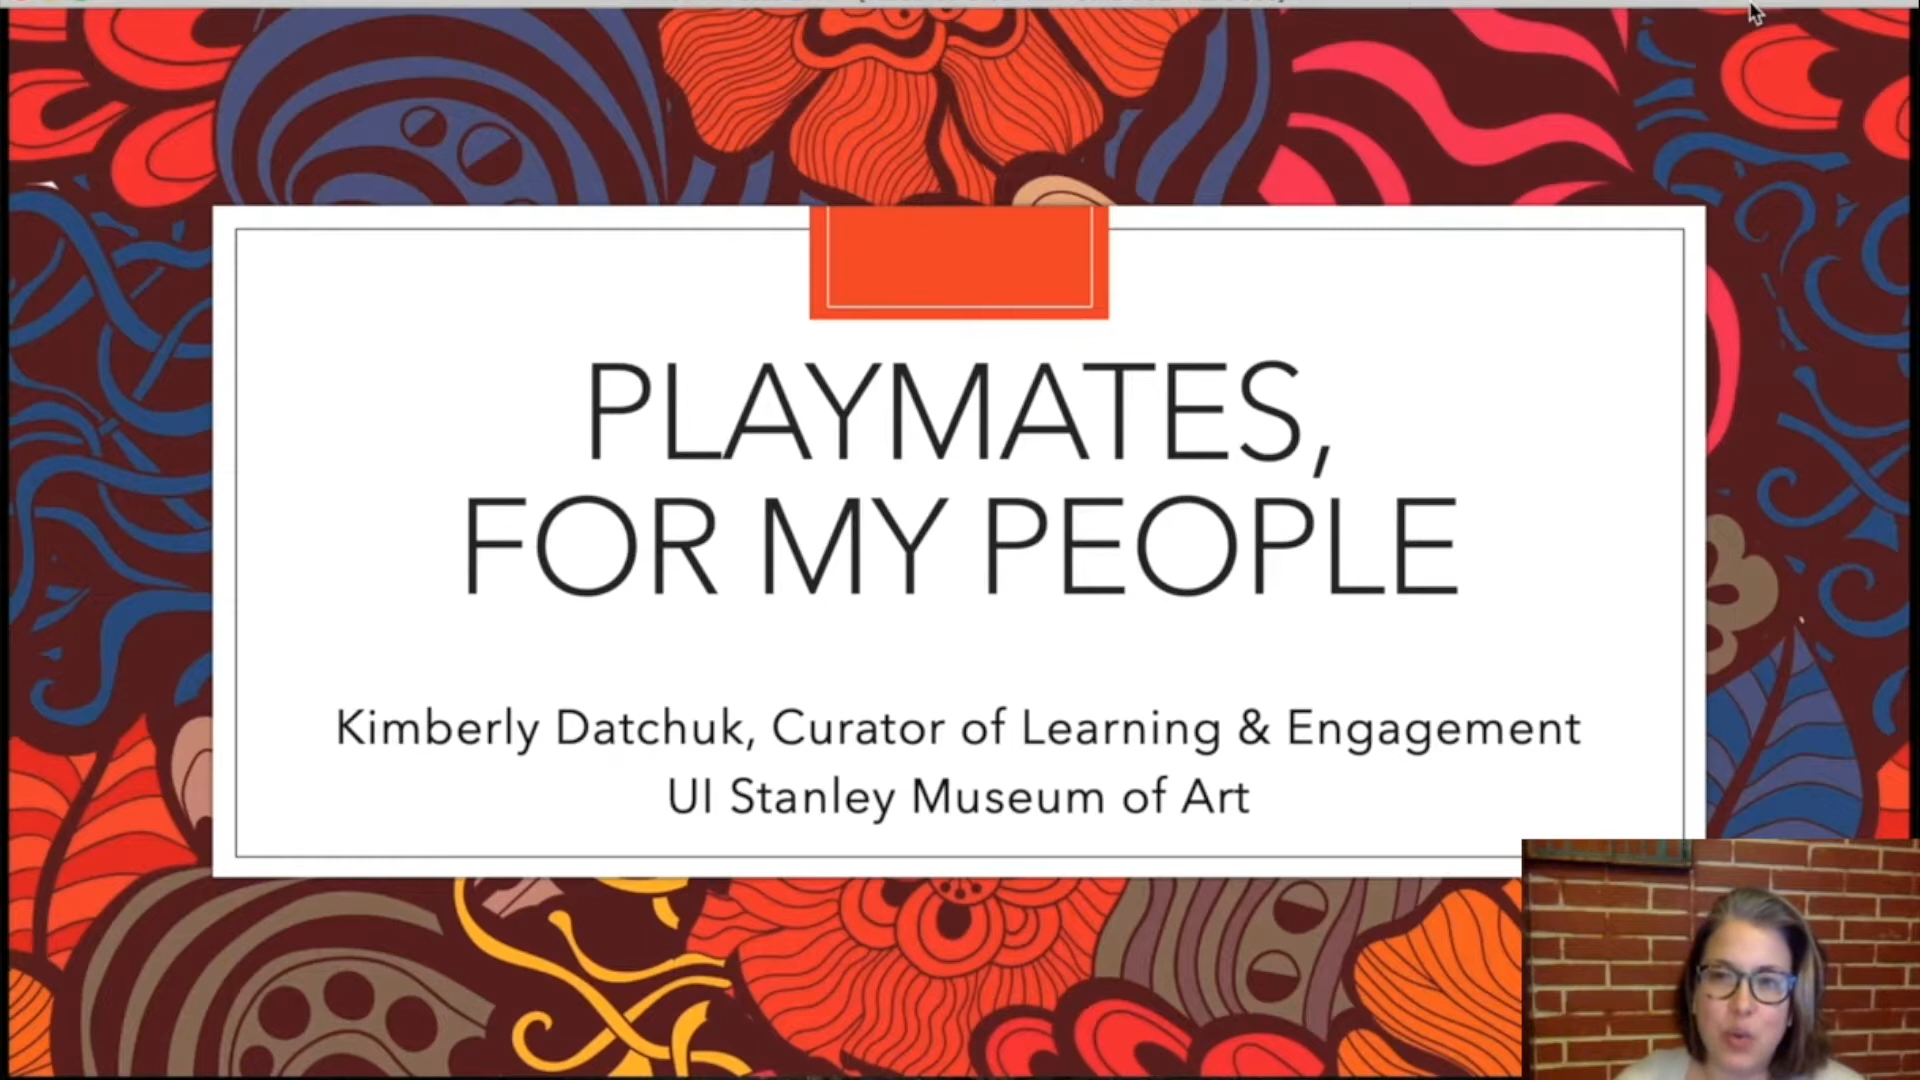 PLAYMATES,
FOR MY PEOPLE
Kimberly Datchuk, Curator of Learning & Engagement
UI Stanley Museum of Art